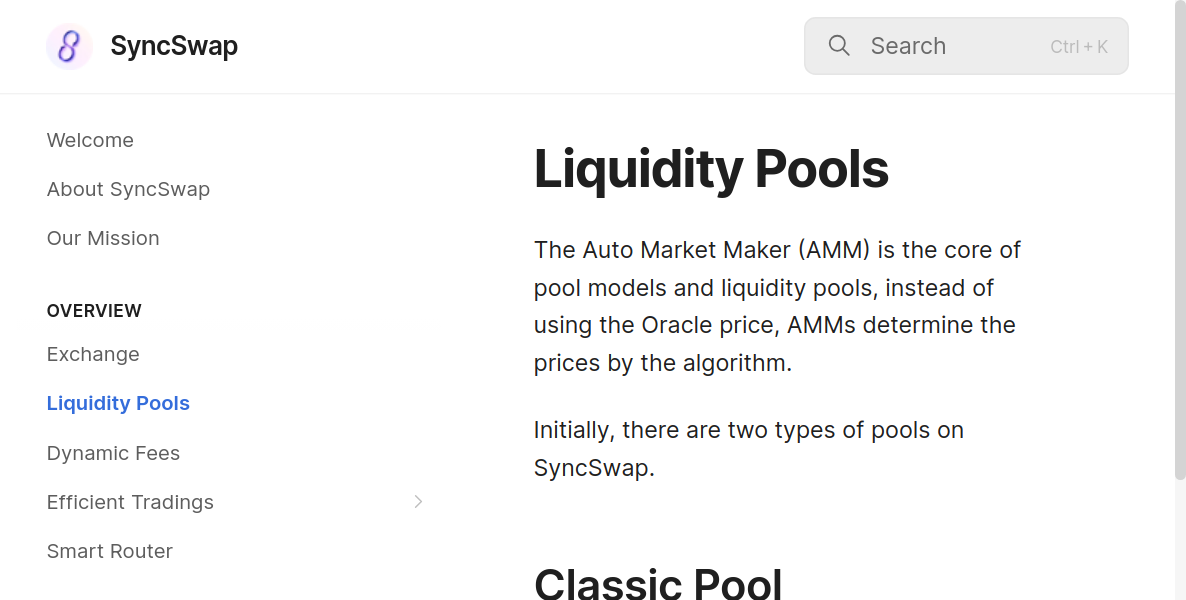 SyncSwap
Search
Ctrl + K
Welcome
About SyncSwap
Our Mission
OVERVIEW
Exchange
Liquidity Pools
Dynamic Fees
Efficient Tradings
Smart Router
Liquidity Pools
The Auto Market Maker (AMM) is the core of
pool models and liquidity pools, instead of
using the Oracle price, AMMs determine the
prices by the algorithm.
Initially, there are two types of pools on
SyncSwap.
Classic Pool